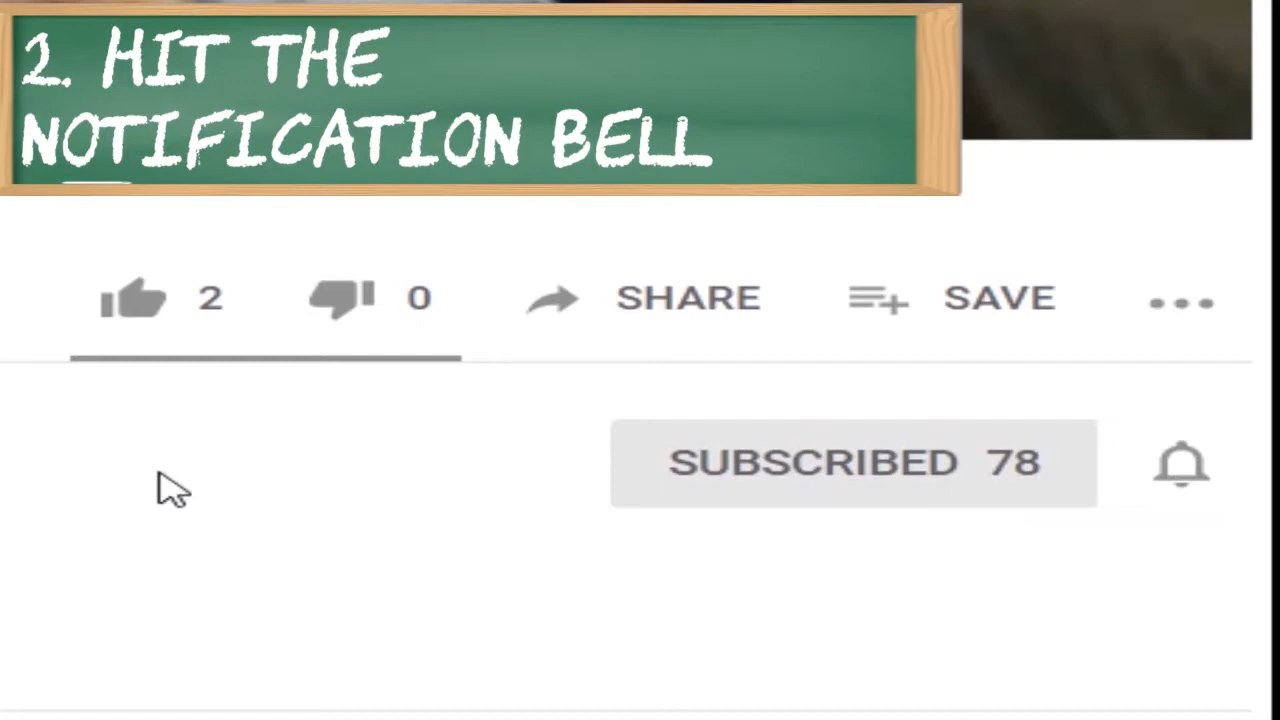 2. HIT THE
NOTIFICATION BELL
2 0 SHARE SAVE
SUBSCRIBED 78